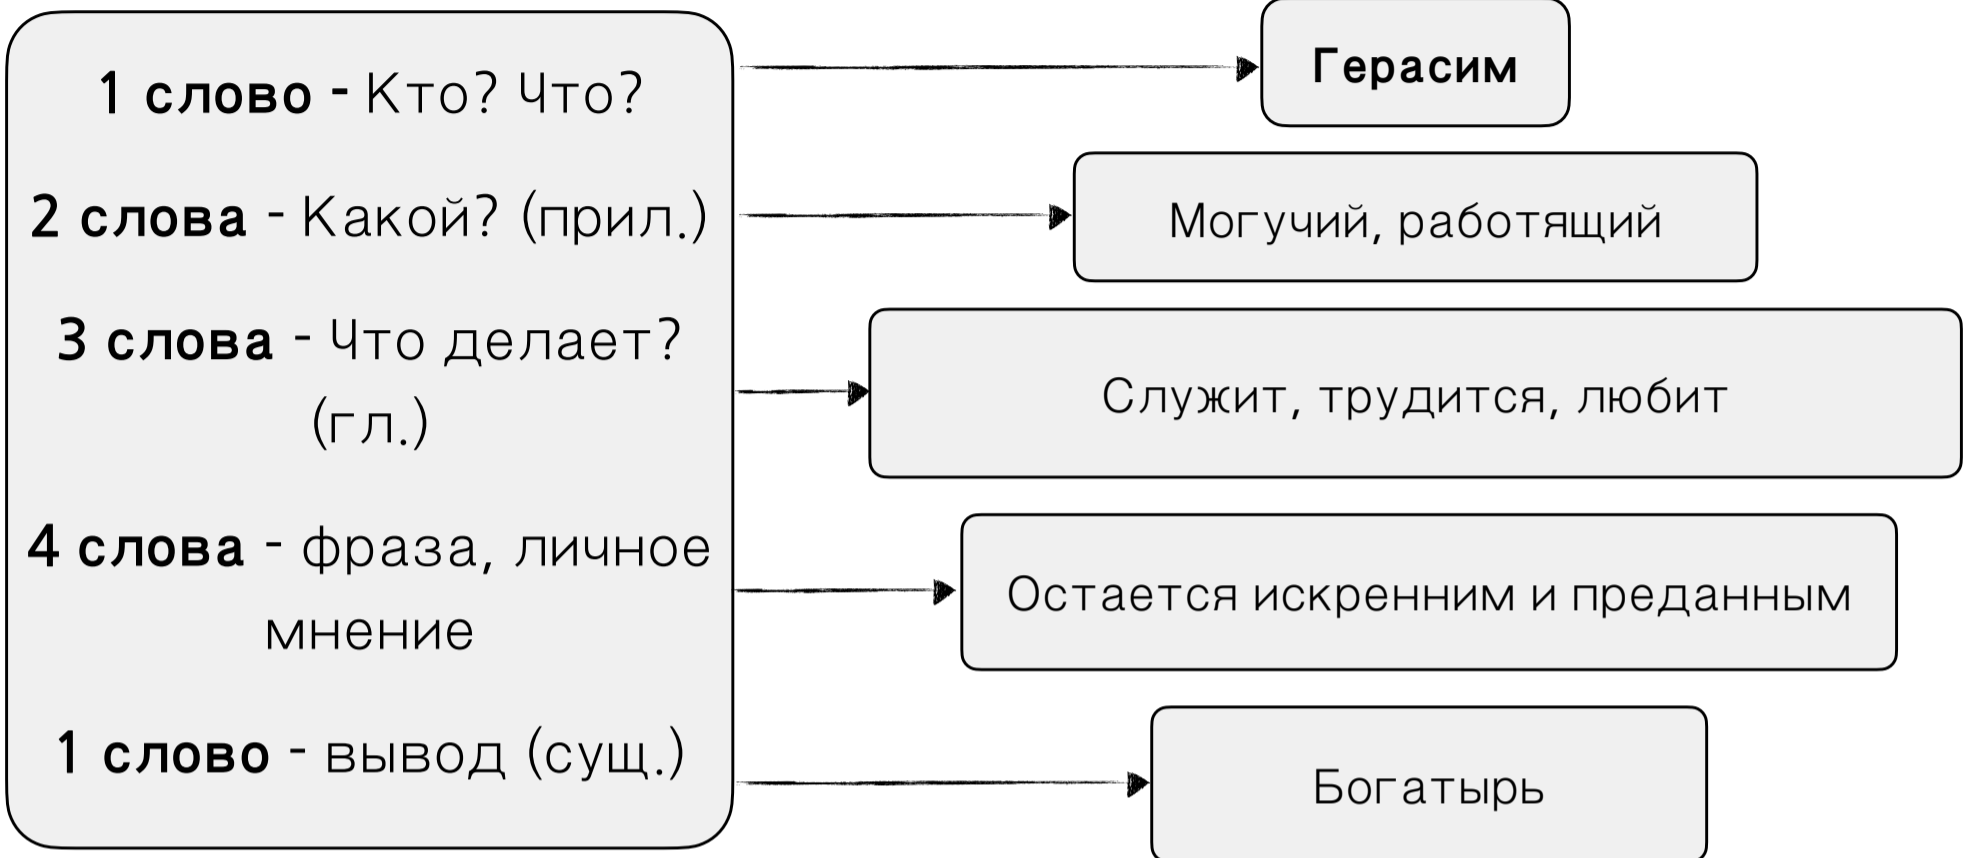 1 слово - Кто? Что?
2 слова - Какой? (прил.)
3 слова - Что делает?
(гл.)
4 слова - фраза, личное
мнение
1 слово - вывод (сущ.)
Герасим
Могучий, работящий
Служит, трудится, любит
Остается искренним и преданным
Богатырь